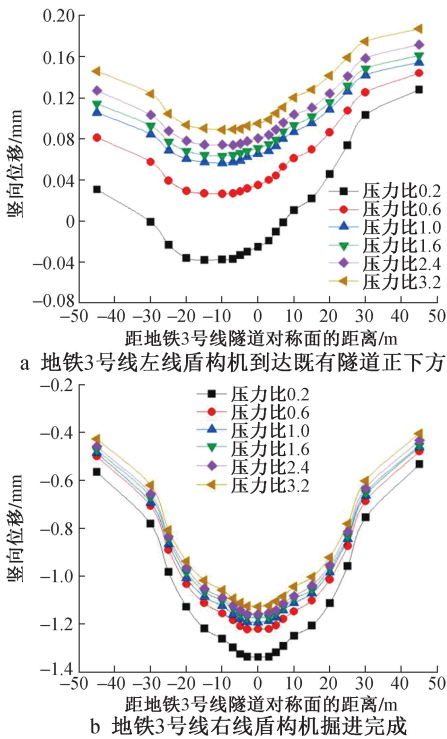 0.20
0.16
0.12
0.08
0.04
0
−0.04
−0.08
竖向位移/mm
压力比0.2
压力比0.6
压力比1.0
压力比1.6
压力比2.4
压力比3.2
−50 −40 −30 −20 −10 0 10 20 30 40 50
距地铁3号线隧道对称面的距离/m
a 地铁3号线左线盾构机到达既有隧道正下方
−0.2
−0.4
−0.6
−0.8
−1.0
−1.2
−1.4
竖向位移/mm
压力比0.2
压力比0.6
压力比1.0
压力比1.6
压力比2.4
压力比3.2
−50 −40 −30 −20 −10 0 10 20 30 40 50
距地铁3号线隧道对称面的距离/m
b 地铁3号线右线盾构机掘进完成